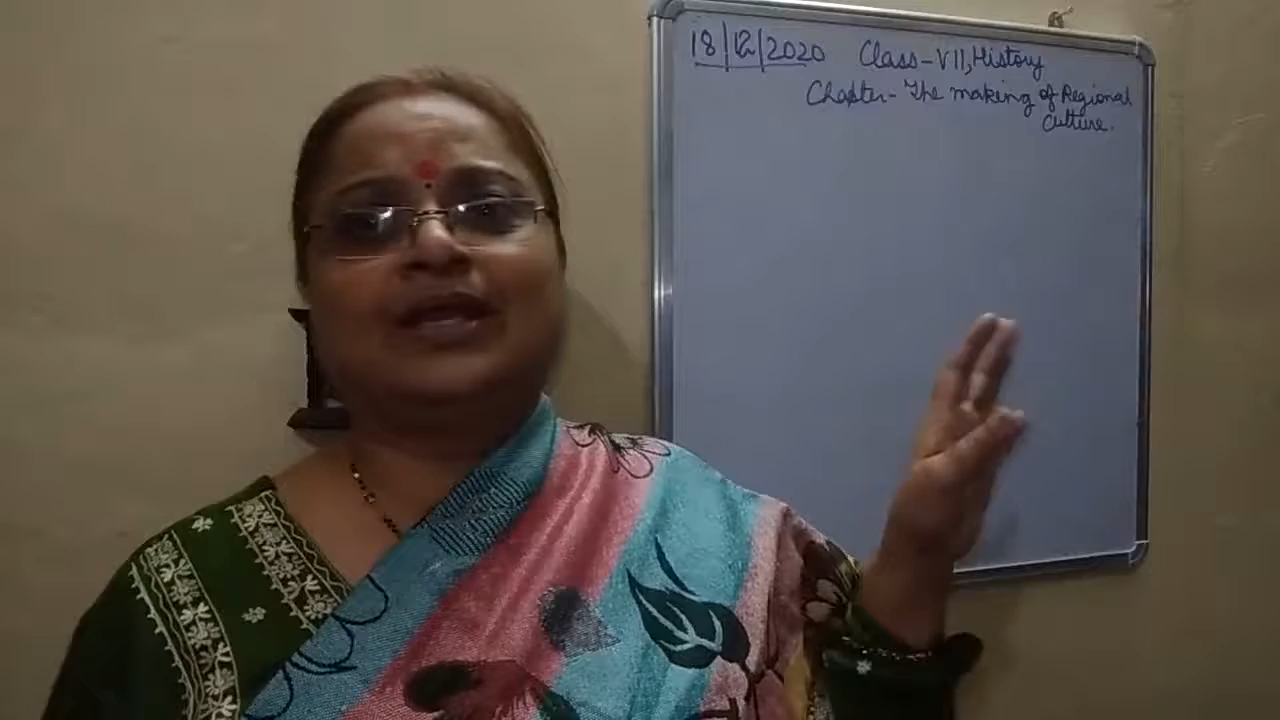 18/12/2020 Class-VII, History
Chapter- The making of Regional
Culture.